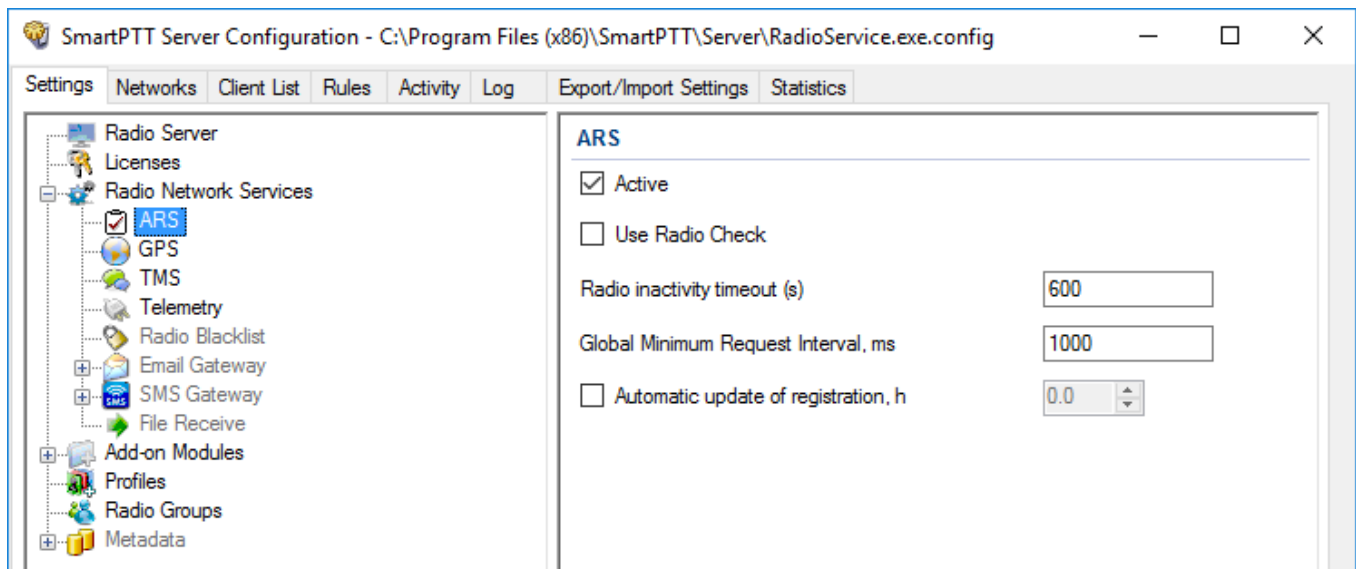 SmartPTT Server Configuration - C:\Program Files (x86)\SmartPTT\Server\RadioService.exe.config
Settings Networks Client List Rules Activity Log Export/Import Settings Statistics
Radio Server
Licenses
Radio Network Services
ARS
GPS
TMS
Telemetry
Radio Blacklist
Email Gateway
SMS SMS Gateway
File Receive
Add-on Modules
Profiles
Radio Groups
Metadata
ARS
Active
Use Radio Check
Radio inactivity timeout (s) 600
Global Minimum Request Interval, ms 1000
Automatic update of registration, h 0.0